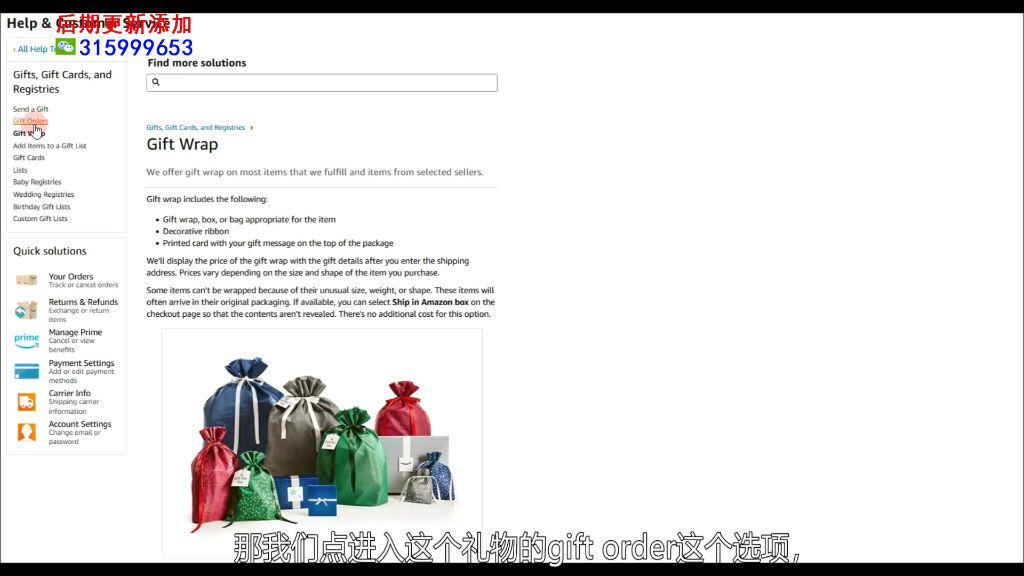 Help & Customer Service
后期更新添加
‹ All Help To
315999653
Gifts, Gift Cards, and
Registries
Send a Gift
Gift Orders
Gift Wrap
Add Items to a Gift List
Gift Cards
Lists
Baby Registries
Wedding Registries
Birthday Gift Lists
Custom Gift Lists
Quick solutions
Your Orders
Track or cancel orders
Returns & Refunds
Exchange or return
items
prime
Manage Prime
Cancel or view
benefits
Payment Settings
Add or edit payment
methods
Carrier Info
Shipping carrier
information
Account Settings
Change email or
password
Find more solutions
Gifts, Gift Cards, and Registries ›
Gift Wrap
We offer gift wrap on most items that we fulfill and items from selected sellers.
Gift wrap includes the following:
• Gift wrap, box, or bag appropriate for the item
• Decorative ribbon
• Printed card with your gift message on the top of the package
We'll display the price of the gift wrap with the gift details after you enter the shipping
address. Prices vary depending on the size and shape of the item you purchase.
Some items can't be wrapped because of their unusual size, weight, or shape. These items will
often arrive in their original packaging. If available, you can select Ship in Amazon box on the
checkout page so that the contents aren't revealed. There's no additional cost for this option.
那我们点进入这个礼物的gift order这个选项，